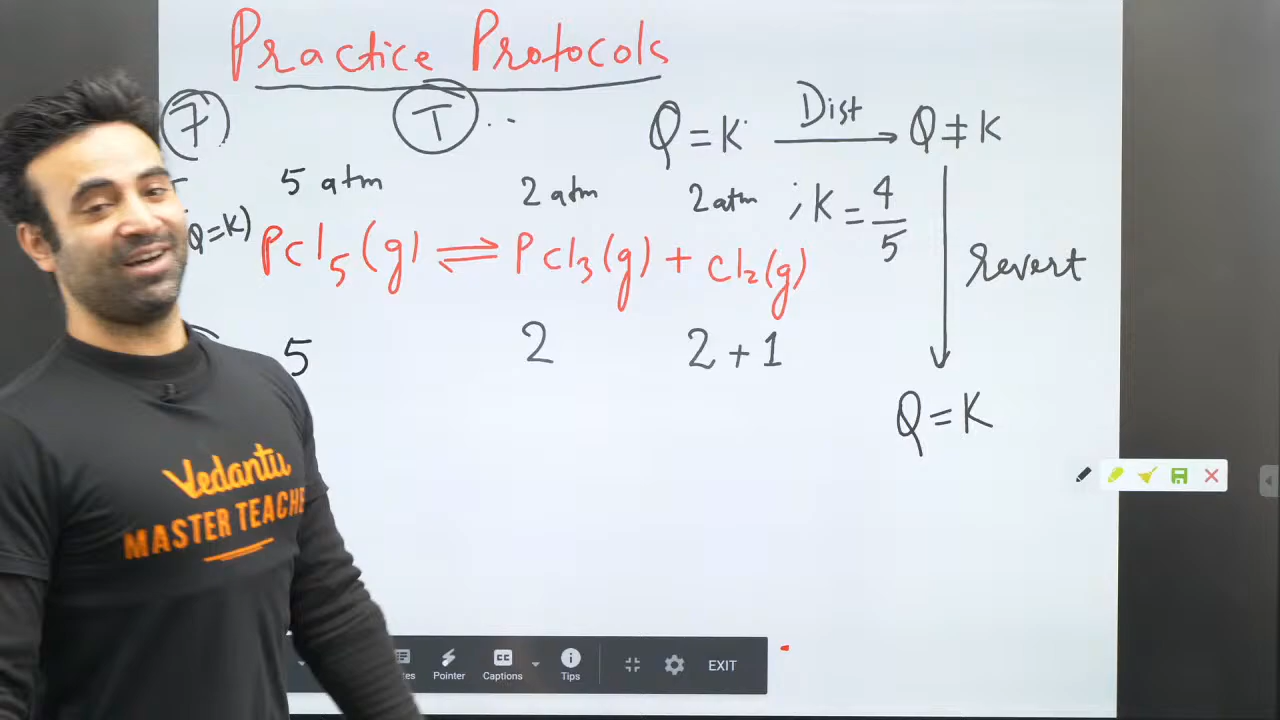 Practice Protocols
7 T .. Q = K Dist Q ≠ K
5 atm 2 atm 2 atm ; K = 4/5
Q = K) PCl5(g) ⇌ PCl3(g) + Cl2(g) revert
5 2 2 + 1
Q = K
Vedantu
MASTER TEACHE
Pointer Captions Tips EXIT